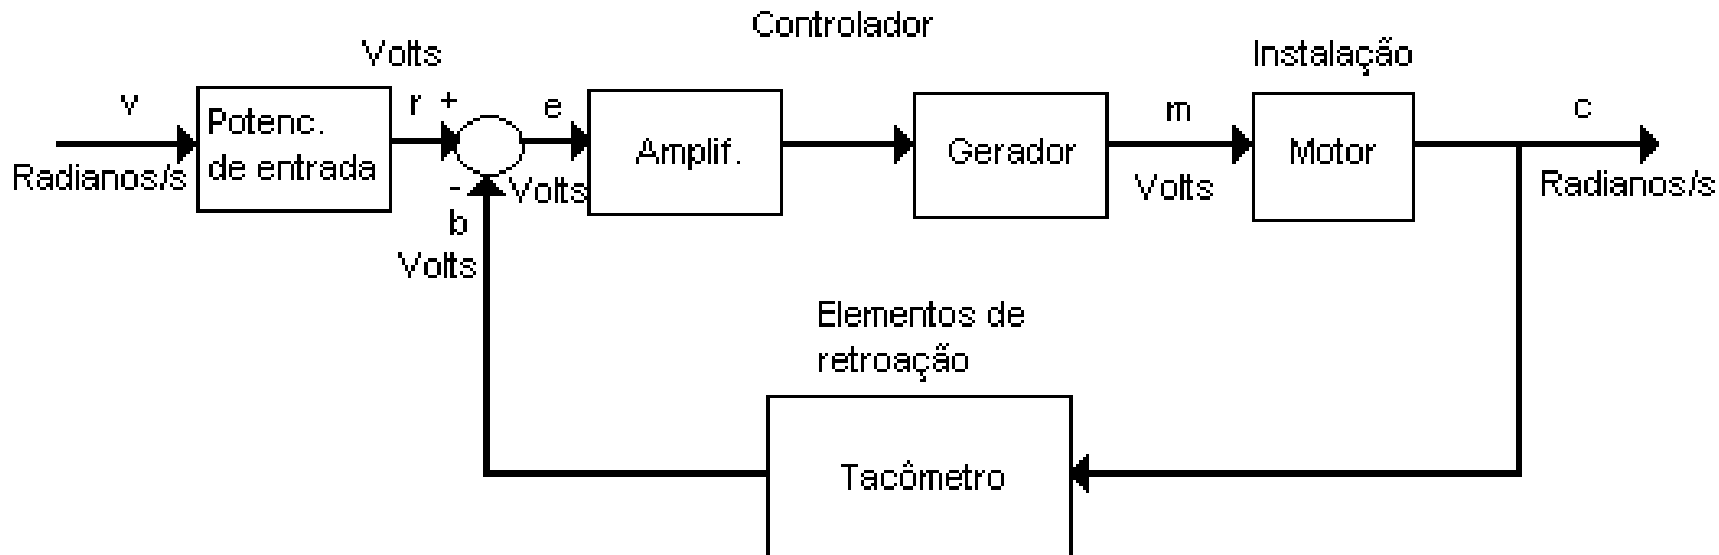 Controlador
Volts
Instalação
v
r +
e
m
c
Potenc.
de entrada
Amplif.
Gerador
Motor
Radianos/s
-
Volts
Volts
Radianos/s
b
Volts
Elementos de
retroação
Tacômetro